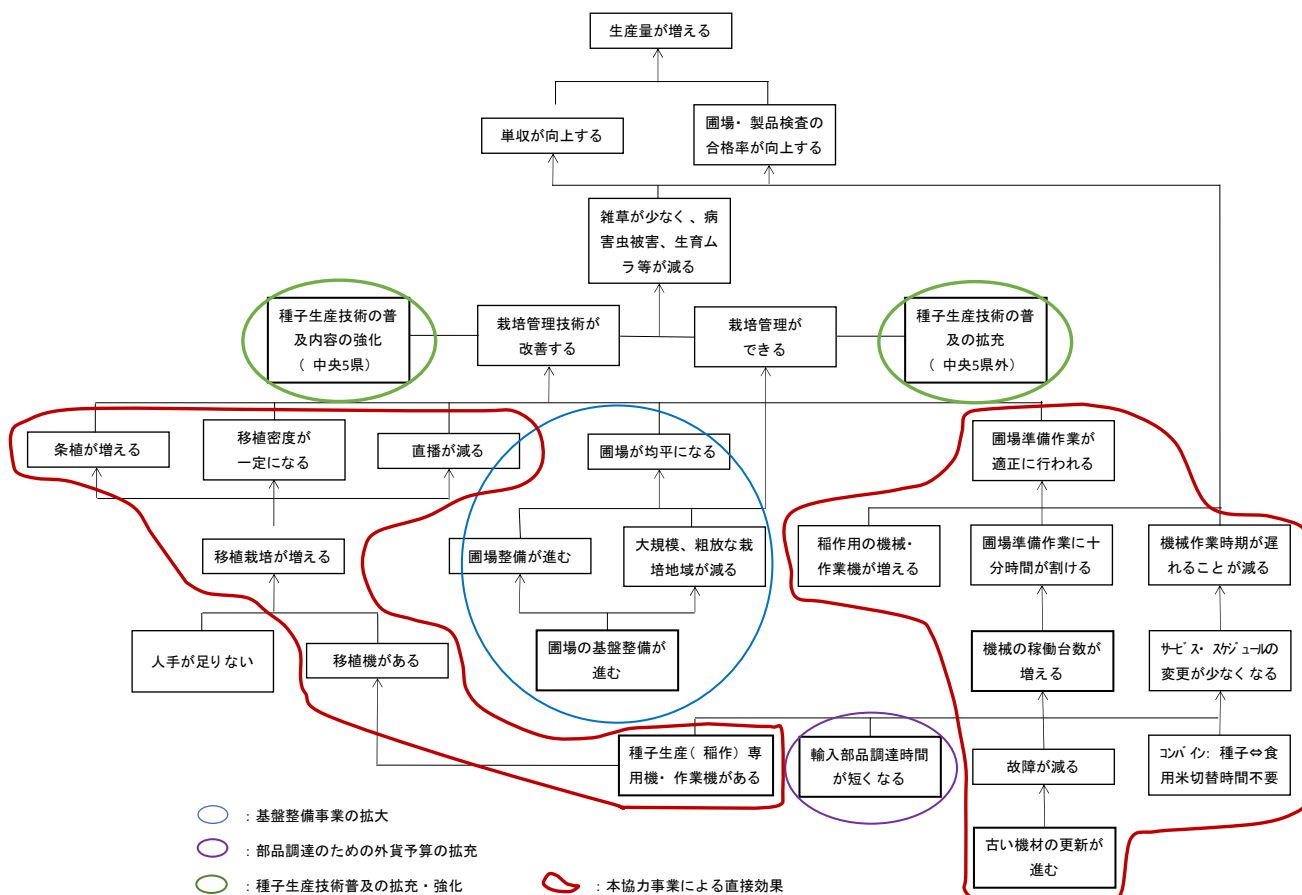 生産量が増える
単収が向上する
圃場・製品検査の
合格率が向上する
雑草が少なく、病
害虫被害、生育ム
ラ等が減る
種子生産技術の普
及内容の強化
（中央5県）
栽培管理技術が
改善する
栽培管理が
できる
種子生産技術の普
及の拡充
（中央5県外）
条植が増える
移植密度が
一定になる
直播が減る
圃場が均平になる
圃場準備作業が
適正に行われる
移植栽培が増える
圃場整備が進む
大規模、粗放な栽
培地域が減る
稲作用の機械・
作業機が増える
圃場準備作業に十
分時間が割ける
機械作業時期が遅
れることが減る
人手が足りない
移植機がある
圃場の基盤整備が
進む
機械の稼働台数が
増える
ｻｰﾋﾞｽ・ｽｹｼﾞｭｰﾙの
変更が少なくなる
種子生産（稲作）専
用機・作業機がある
輸入部品調達時間
が短くなる
故障が減る
ｺﾝﾊﾞｲﾝ：種子⇔食
用米切替時間不要
古い機材の更新が
進む
：基盤整備事業の拡大
：部品調達のための外貨予算の拡充
：種子生産技術普及の拡充・強化
：本協力事業による直接効果